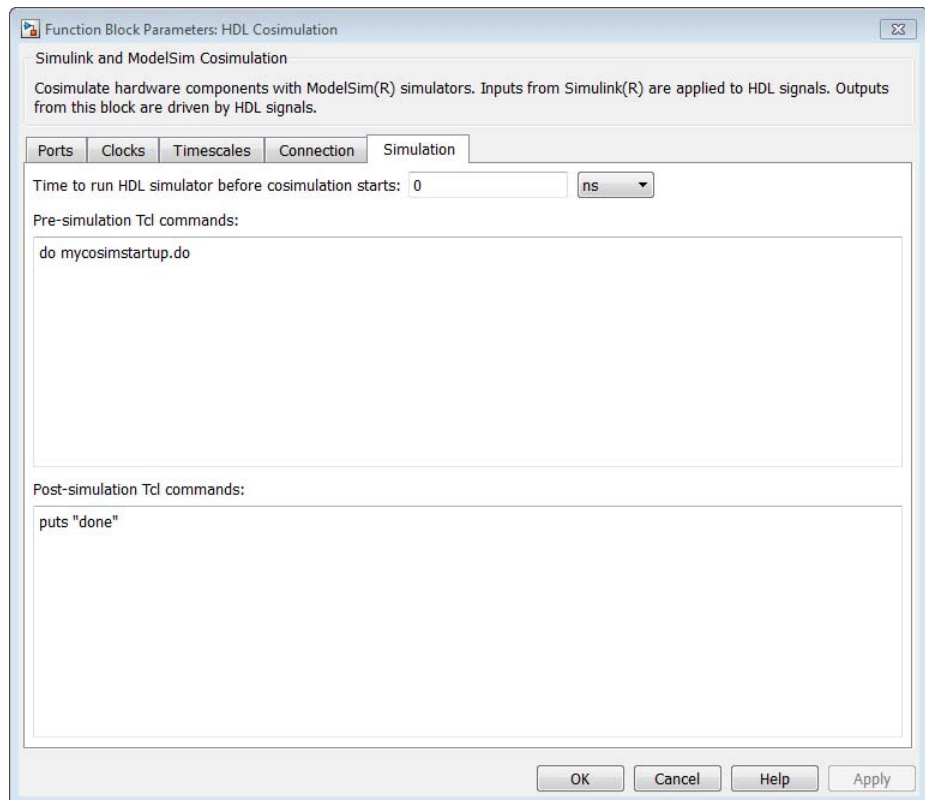 Function Block Parameters: HDL Cosimulation
Simulink and ModelSim Cosimulation
Cosimulate hardware components with ModelSim(R) simulators. Inputs from Simulink(R) are applied to HDL signals. Outputs
from this block are driven by HDL signals.
Ports Clocks Timescales Connection Simulation
Time to run HDL simulator before cosimulation starts: 0 ns
Pre-simulation Tcl commands:
do mycosimstartup.do
Post-simulation Tcl commands:
puts "done"
OK Cancel Help Apply